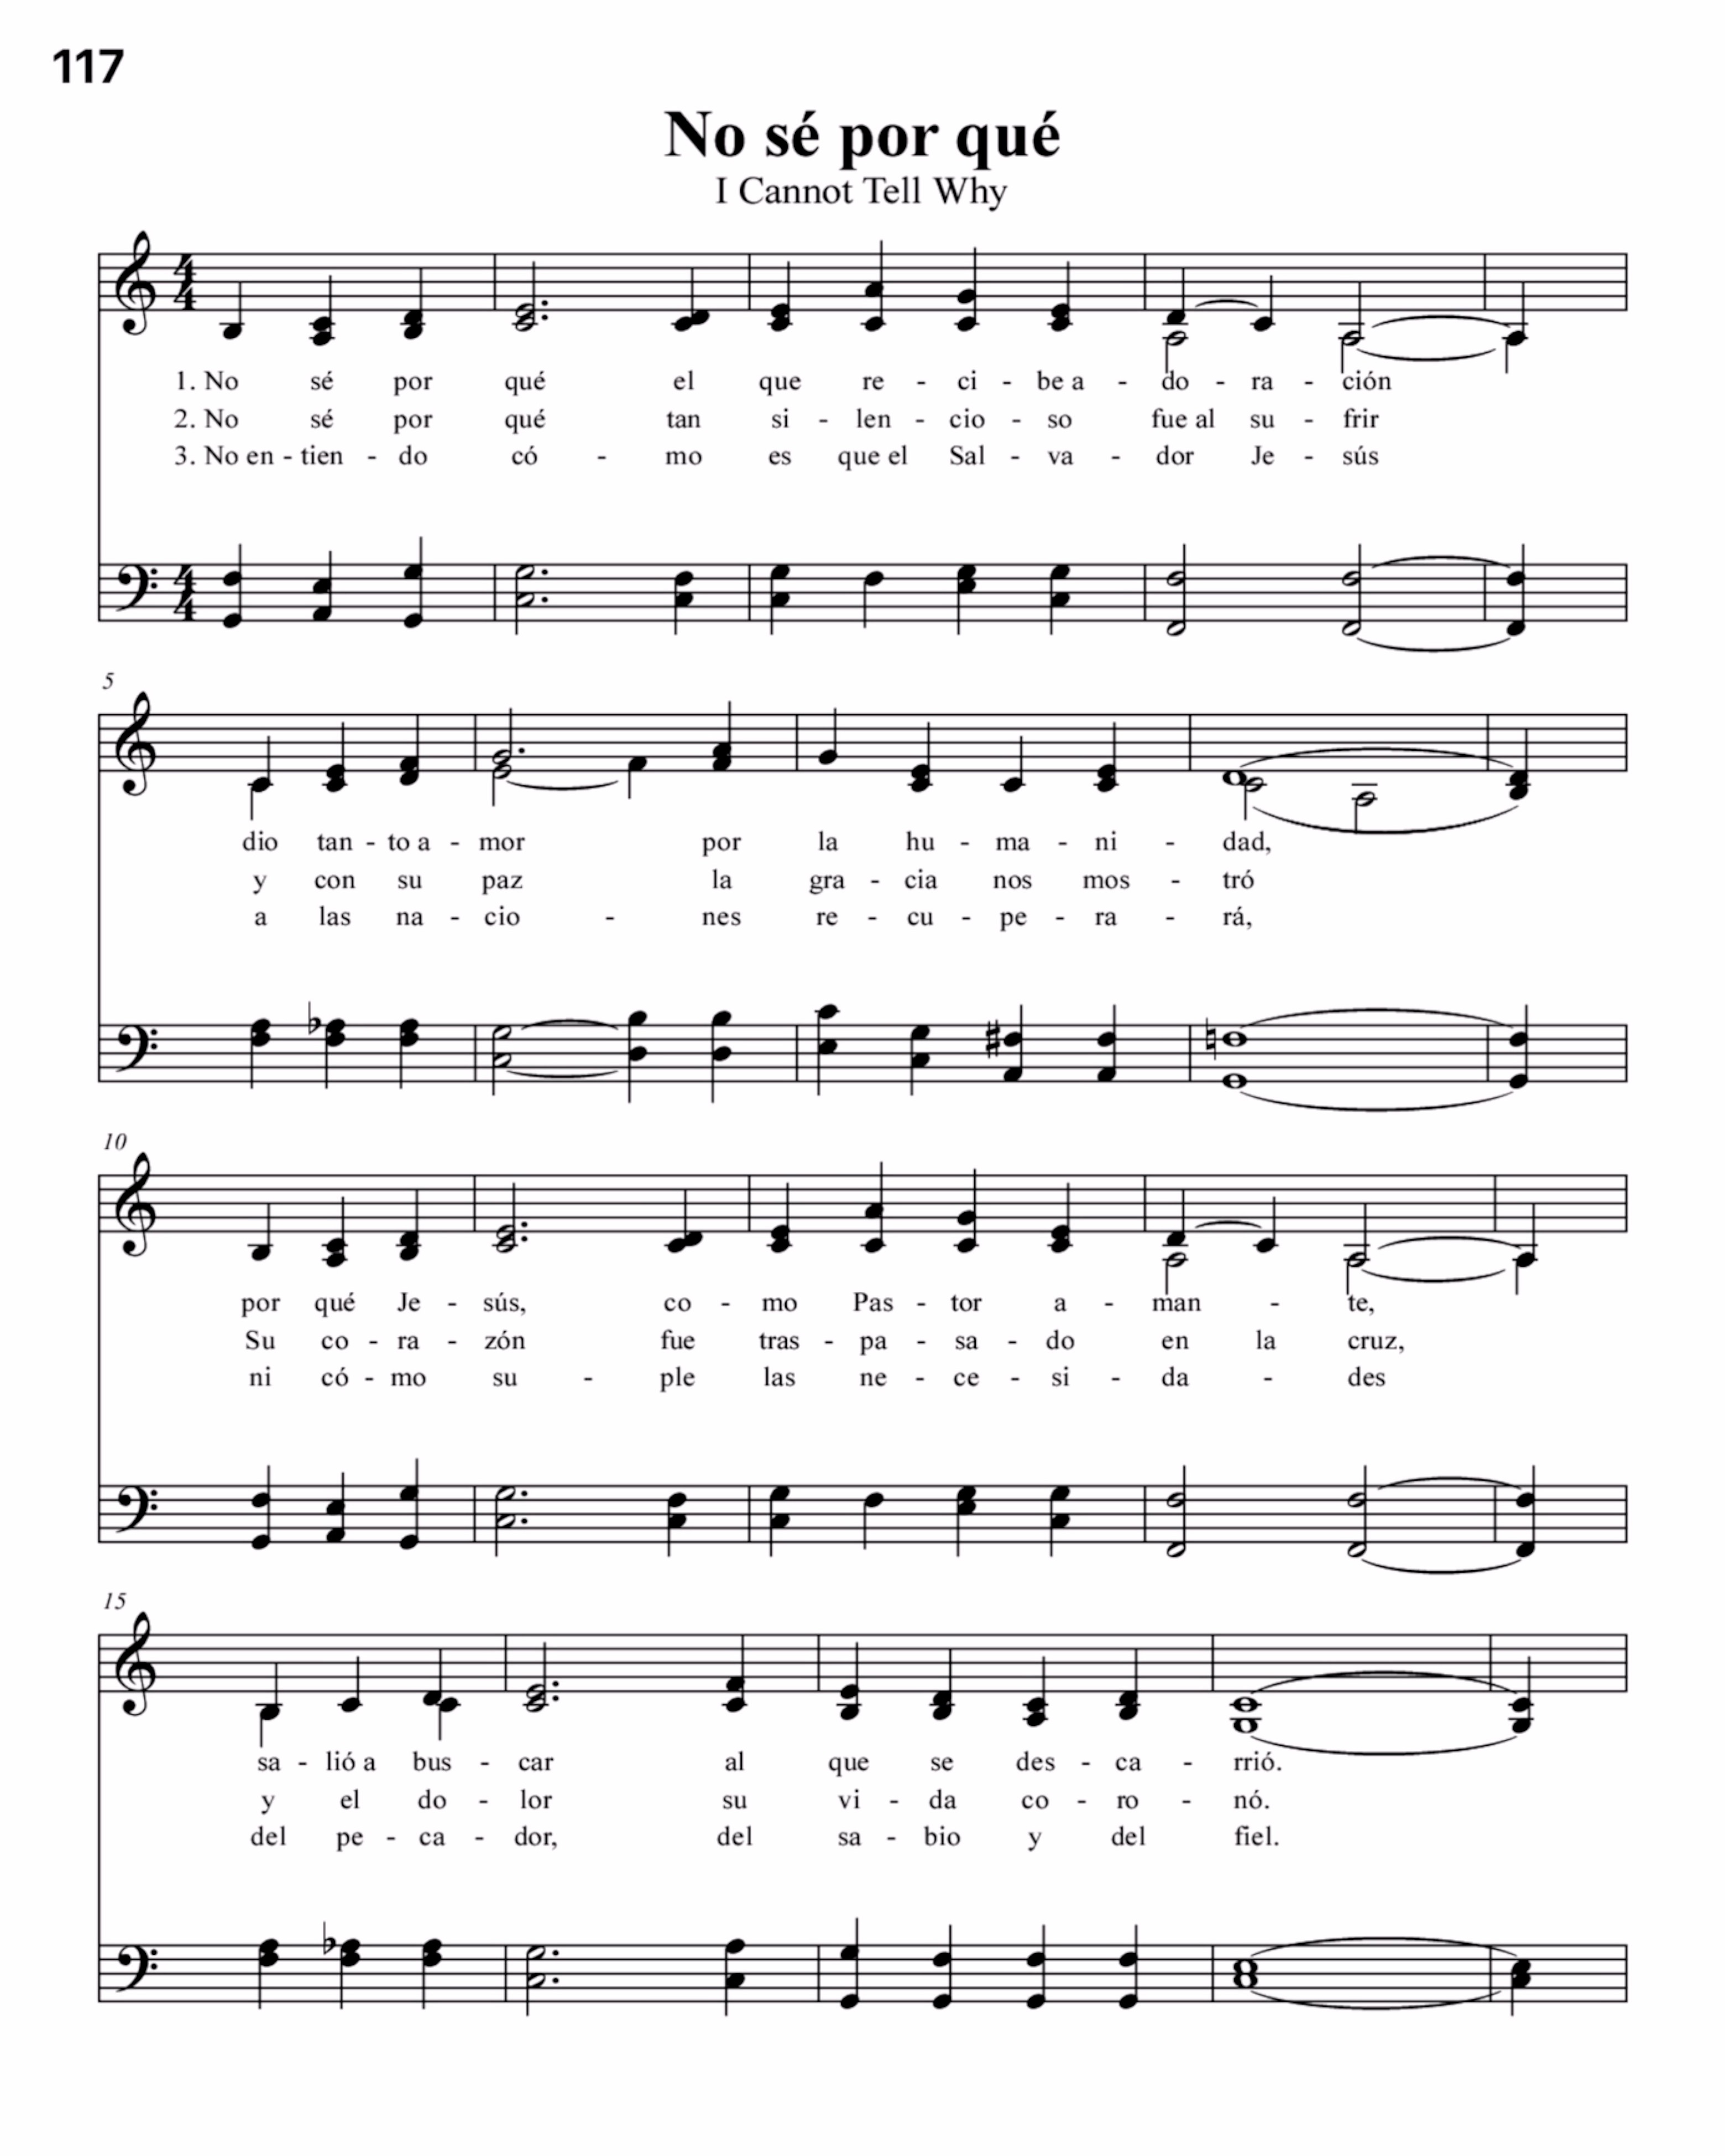 117
No sé por qué
I Cannot Tell Why
1. No sé por qué el que re - ci - be a - do - ra - ción
2. No sé por qué tan si - len - cio - so fue al su - frir
3. No en - tien - do có - mo es que el Sal - va - dor Je - sús
5
dio tan - to a - mor por la hu - ma - ni - dad,
y con su paz la gra - cia nos mos - tró
a las na - cio - nes re - cu - pe - ra - rá,
10
por qué Je - sús, co - mo Pas - tor a - man - te,
Su co - ra - zón fue tras - pa - sa - do en la cruz,
ni có - mo su - ple las ne - ce - si - da - des
15
sa - lió a bus - car al que se des - ca - rrió.
y el do - lor su vi - da co - ro - nó.
del pe - ca - dor, del sa - bio y del fiel.